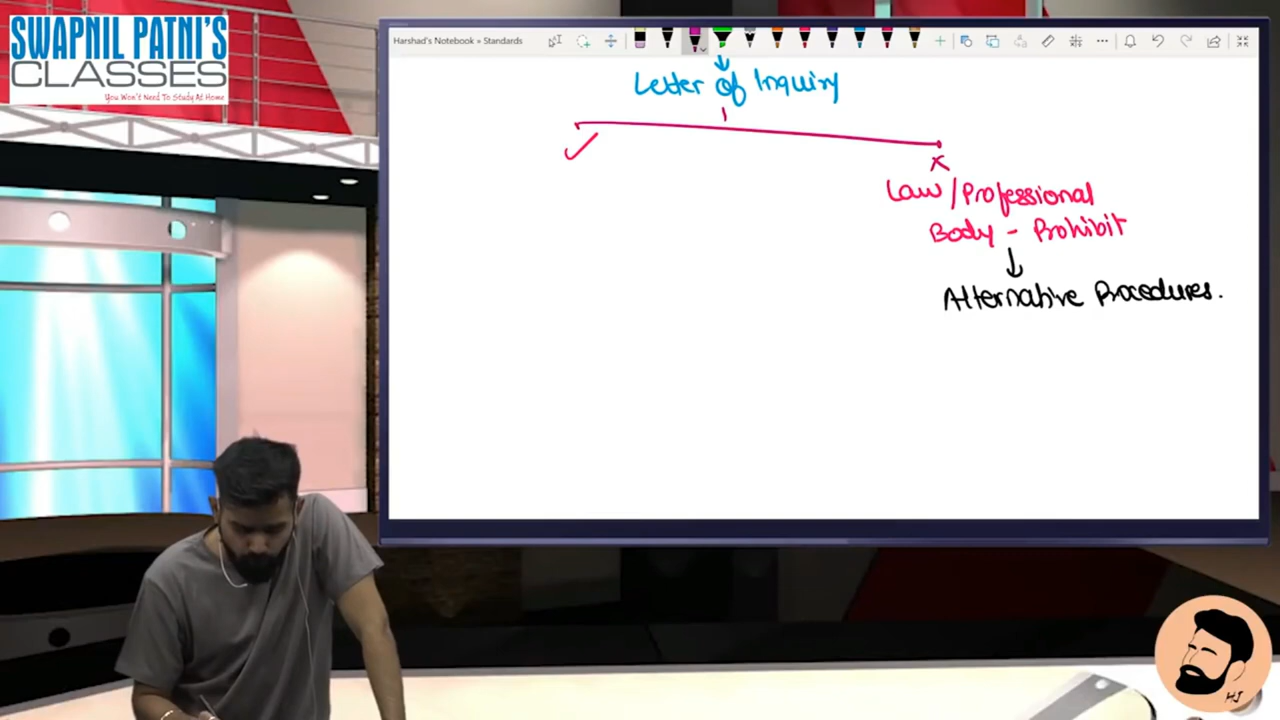 SWAPNIL PATNI'S
CLASSES
You Won't Need To Study At Home
Harshad's Notebook » Standards
Letter of Inquiry
Law / Professional
Body - Prohibit
Alternative Procedures.
HJ